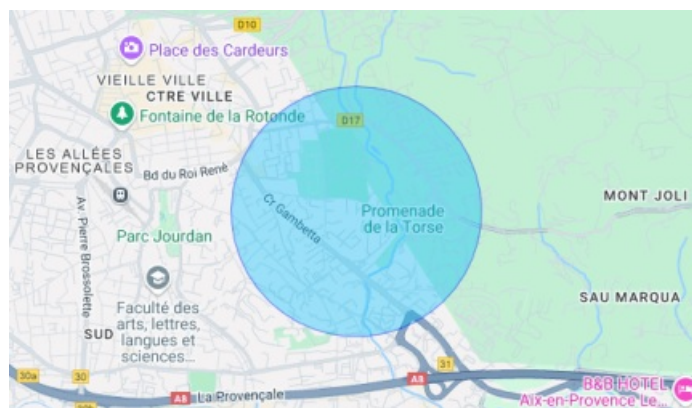 D10
Place des Cardeurs
VIEILLE VILLE
CTRE VILLE
Fontaine de la Rotonde
D17
LES ALLÉES
PROVENÇALES
Bd du Roi René
MONT JOLI
Av. Pierre Brossolette
Cr Gambetta
Promenade
de la Torse
Parc Jourdan
SAU MARQUA
Faculté des
arts, lettres,
langues et
sciences...
SUD
31
30a
30
A8
B&B HOTEL
A8
La Provençale
Aix-en-Provence Le...